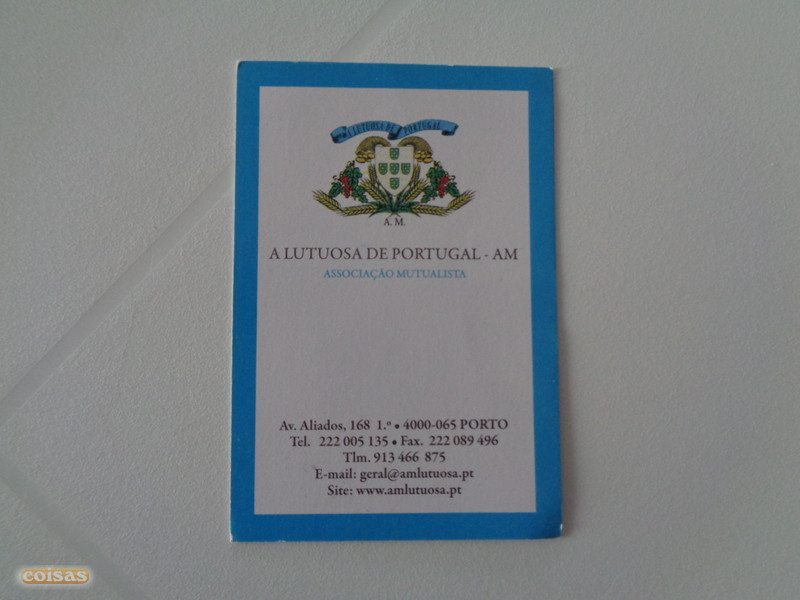 A LUTUOSA DE PORTUGAL
A. M.
A LUTUOSA DE PORTUGAL - AM
ASSOCIAÇÃO MUTUALISTA
Av. Aliados, 168 1.º • 4000-065 PORTO
Tel. 222 005 135 • Fax. 222 089 496
Tlm. 913 466 875
E-mail: geral@amlutuosa.pt
Site: www.amlutuosa.pt
coisas